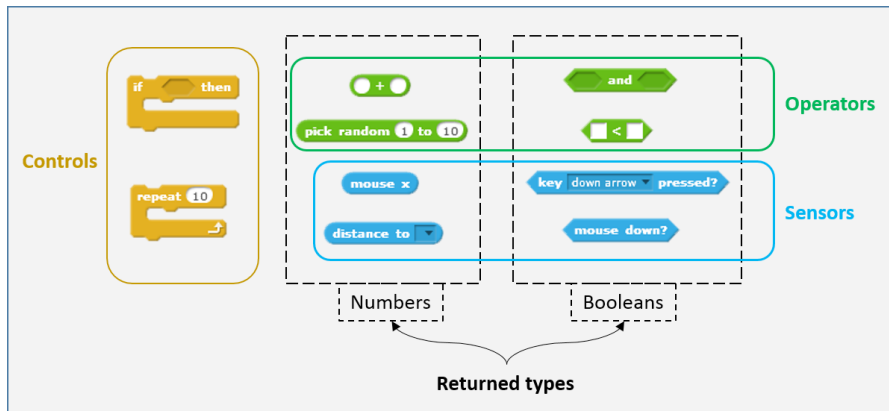 Controls
if then
repeat 10
+
pick random 1 to 10
and
<
Operators
mouse x
distance to
key down arrow pressed?
mouse down?
Sensors
Numbers
Booleans
Returned types